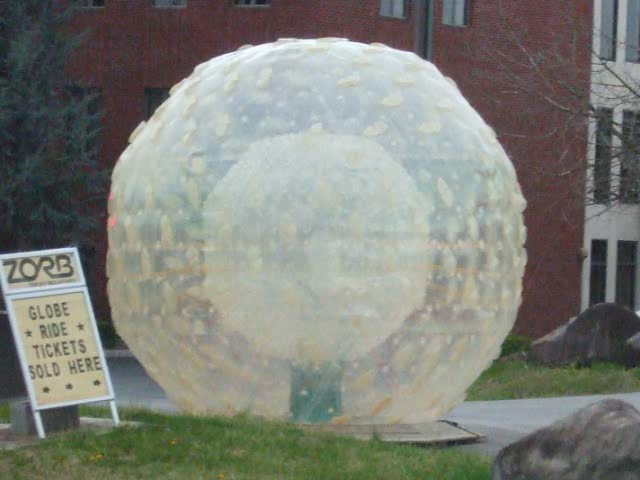 ZORB
GLOBE
★ RIDE ★
TICKETS
SOLD HERE
★ ★ ★